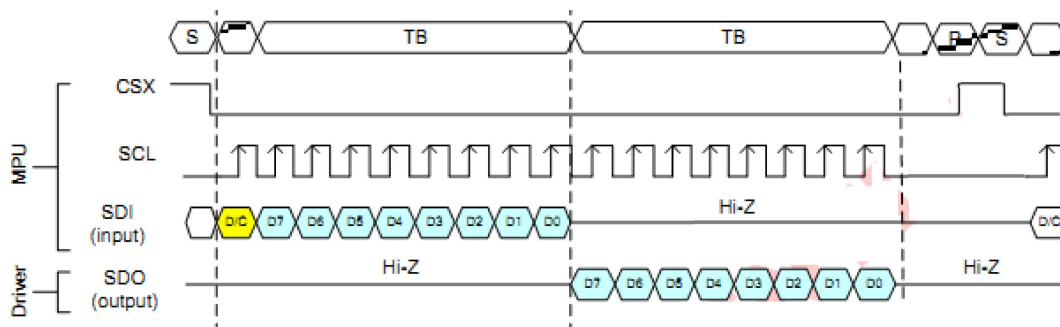 S TB TB P S
CSX
MPU
SCL
SDI
(input)
D/C D7 D6 D5 D4 D3 D2 D1 D0 Hi-Z D/C
Driver
SDO
(output)
Hi-Z D7 D6 D5 D4 D3 D2 D1 D0 Hi-Z